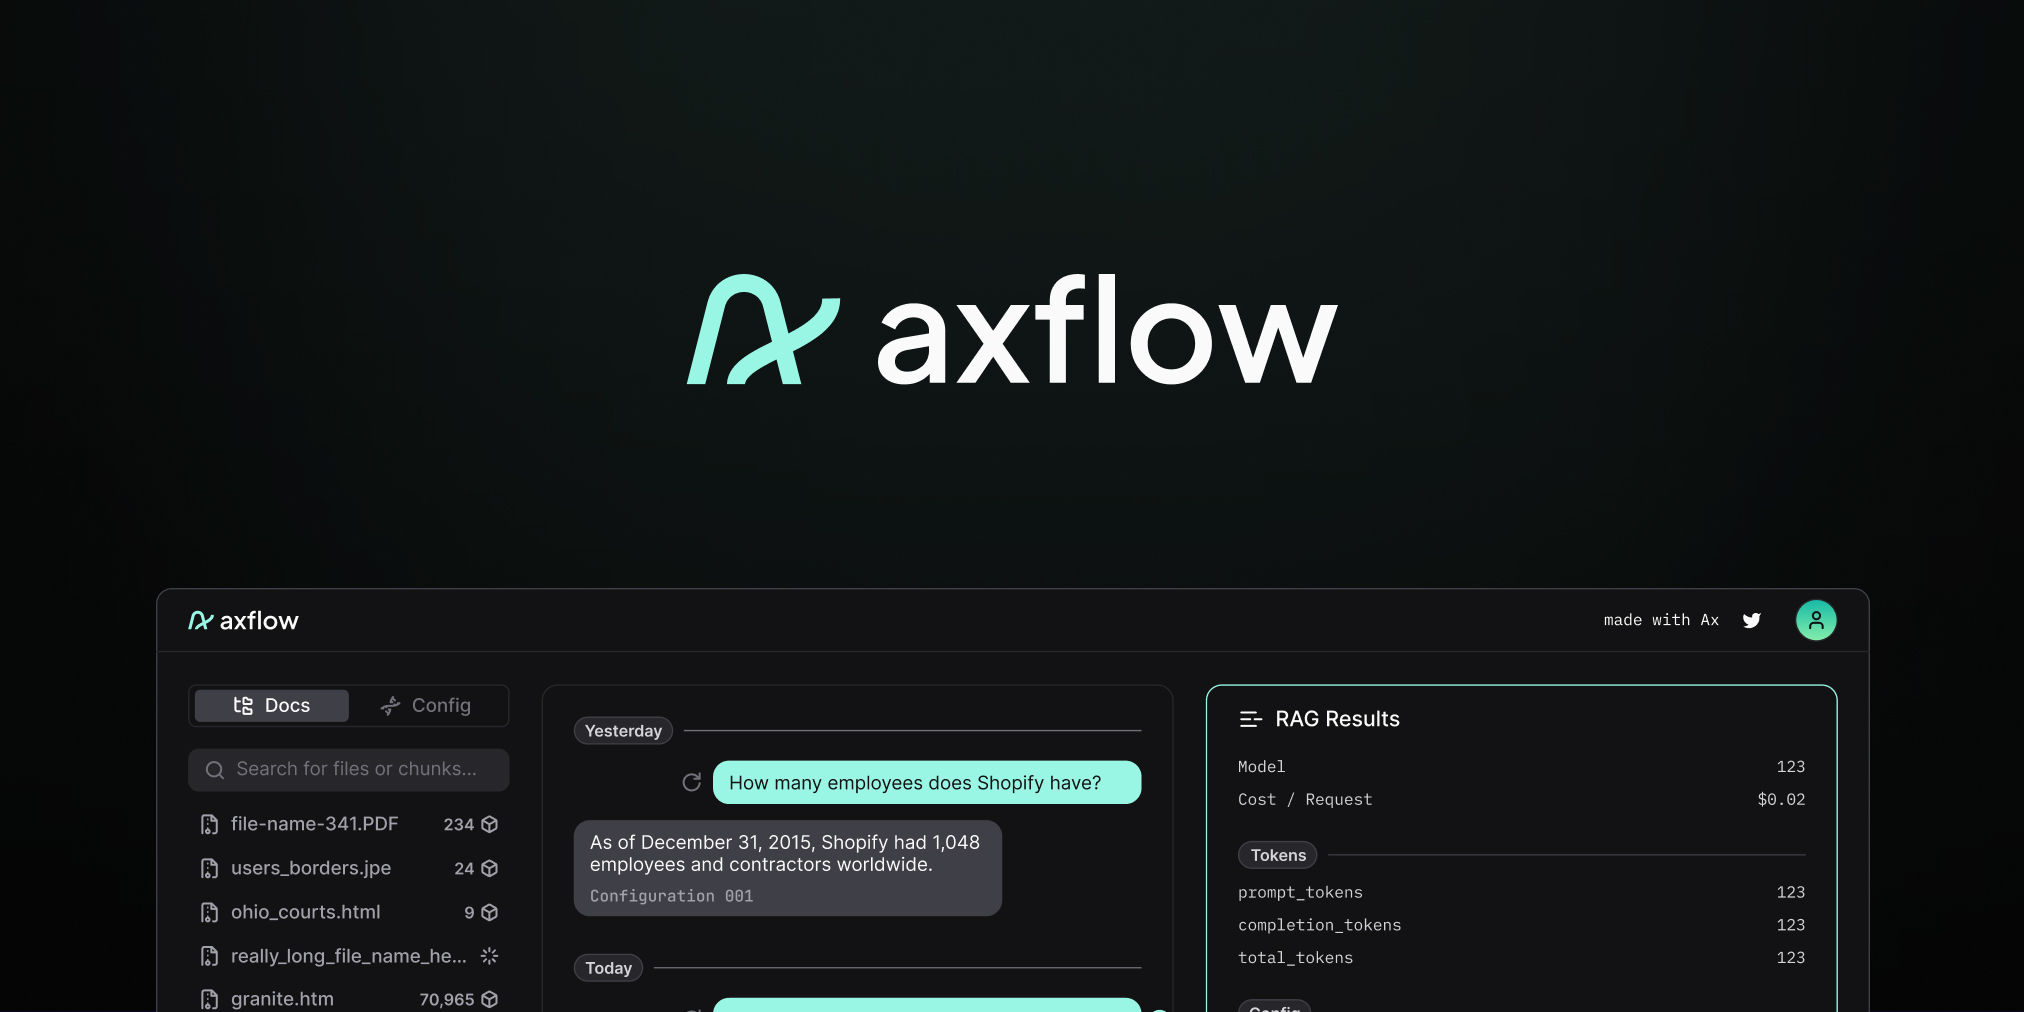 axflow
axflow
made with Ax
Docs
Config
Search for files or chunks...
file-name-341.PDF 234
users_borders.jpe 24
ohio_courts.html 9
really_long_file_name_he...
granite.htm 70,965
Yesterday
How many employees does Shopify have?
As of December 31, 2015, Shopify had 1,048
employees and contractors worldwide.
Configuration 001
Today
RAG Results
Model 123
Cost / Request $0.02
Tokens
prompt_tokens 123
completion_tokens 123
total_tokens 123
Config